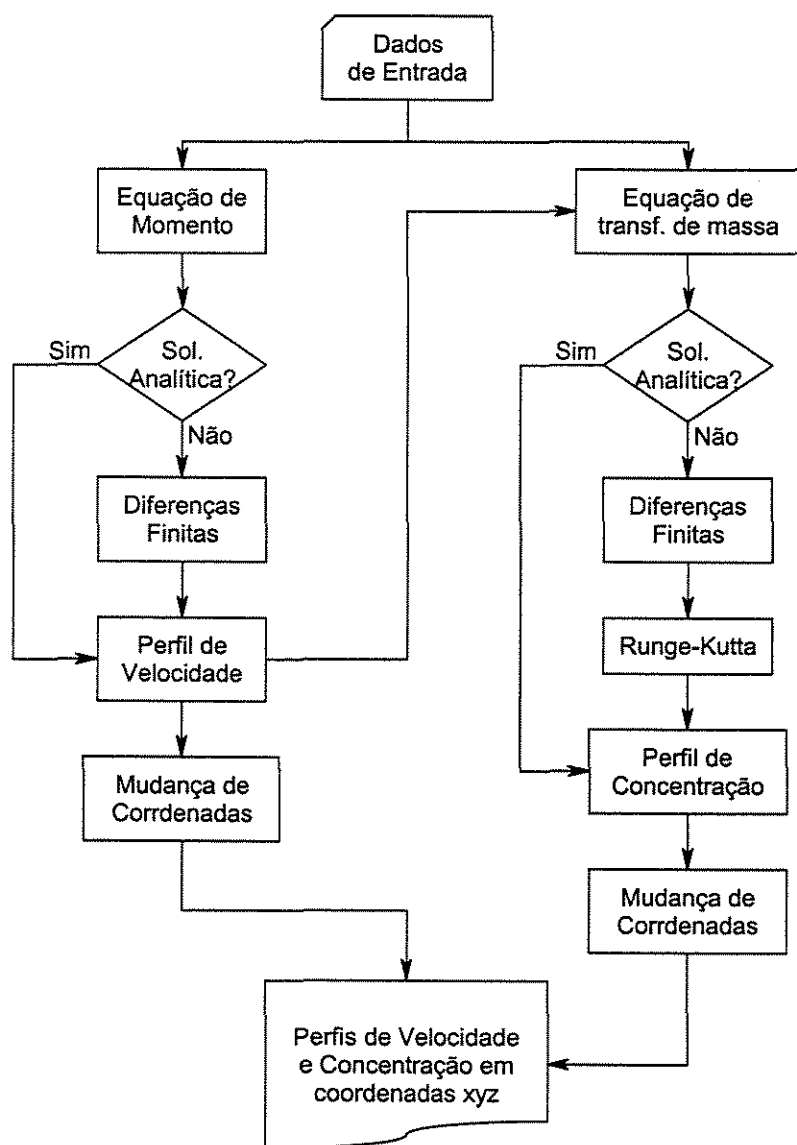 Dados
de Entrada
Equação de
Momento
Equação de
transf. de massa
Sim
Sol.
Analítica?
Não
Sim
Sol.
Analítica?
Não
Diferenças
Finitas
Diferenças
Finitas
Perfil de
Velocidade
Runge-Kutta
Mudança de
Corrdenadas
Perfil de
Concentração
Mudança de
Corrdenadas
Perfis de Velocidade
e Concentração em
coordenadas xyz